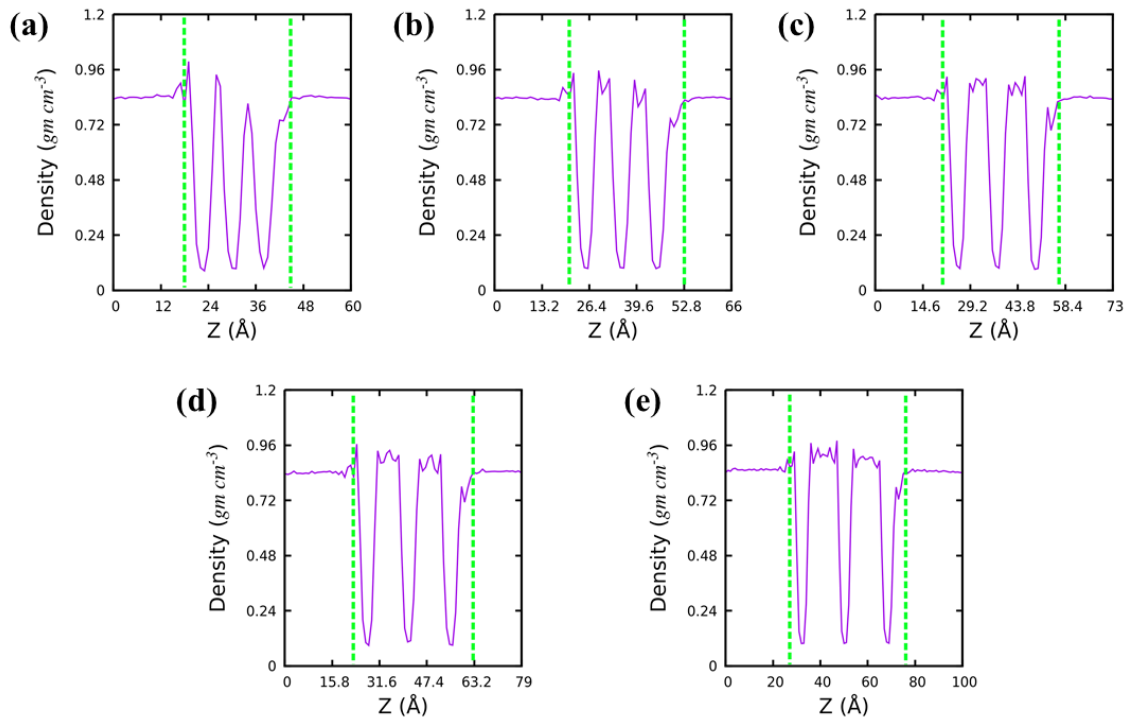 (a)
1.2
0.96
0.72
0.48
0.24
0
Density (gm cm⁻³)
0 12 24 36 48 60
Z (Å)
(b)
1.2
0.96
0.72
0.48
0.24
0
Density (gm cm⁻³)
0 13.2 26.4 39.6 52.8 66
Z (Å)
(c)
1.2
0.96
0.72
0.48
0.24
0
Density (gm cm⁻³)
0 14.6 29.2 43.8 58.4 73
Z (Å)
(d)
1.2
0.96
0.72
0.48
0.24
0
Density (gm cm⁻³)
0 15.8 31.6 47.4 63.2 79
Z (Å)
(e)
1.2
0.96
0.72
0.48
0.24
0
Density (gm cm⁻³)
0 20 40 60 80 100
Z (Å)